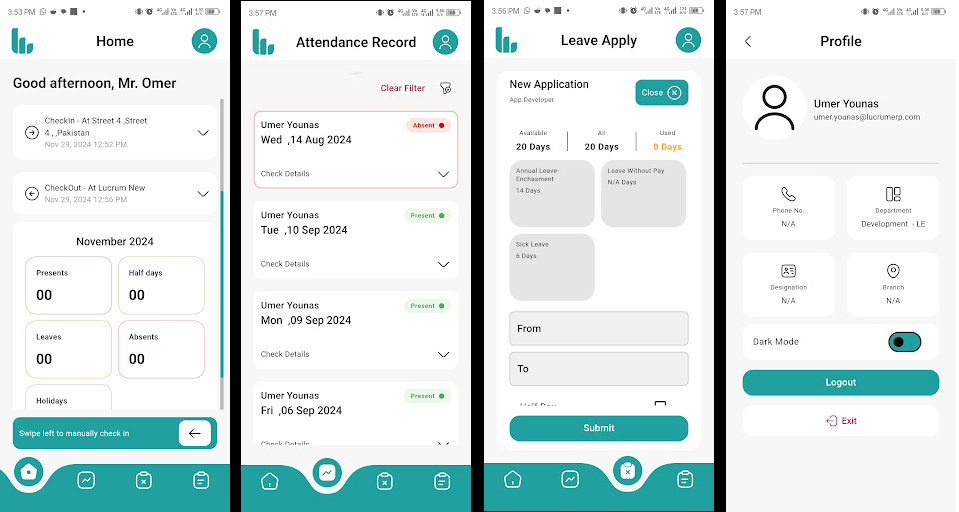 3:53 PM
Home
Good afternoon, Mr. Omer
CheckIn - At Street 4 ,Street
4 , ,Pakistan
Nov 29, 2024 12:52 PM
CheckOut - At Lucrum New
Nov 29, 2024 12:56 PM
November 2024
Presents
00
Half days
00
Leaves
00
Absents
00
Holidays
Swipe left to manually check in
3:57 PM
Attendance Record
Clear Filter
Umer Younas
Absent
Wed ,14 Aug 2024
Check Details
Umer Younas
Present
Tue ,10 Sep 2024
Check Details
Umer Younas
Present
Mon ,09 Sep 2024
Check Details
Umer Younas
Present
Fri ,06 Sep 2024
Check Details
3:56 PM
Leave Apply
New Application
App Developer
Close
Available
20 Days
All
20 Days
Used
0 Days
Annual Leave-
Enchasment
14 Days
Leave Without Pay
N/A Days
Sick Leave
6 Days
From
To
Half Day
Submit
3:57 PM
Profile
Umer Younas
umer.younas@lucrumerp.com
Phone No.
N/A
Department
Development - LE
Designation
N/A
Branch
N/A
Dark Mode
Logout
Exit